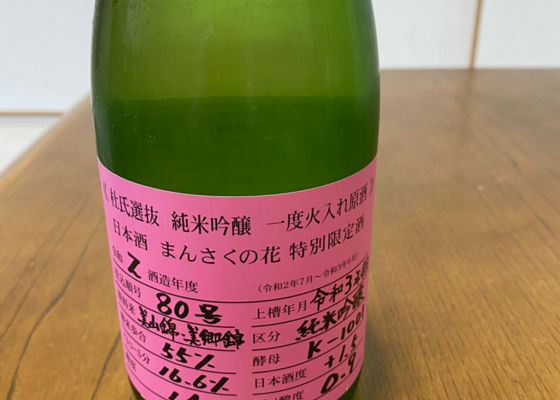 《杜氏選抜 純米吟醸 一度火入れ原酒》
日本酒 まんさくの花 特別限定酒
2 酒造年度 (令和2年7月～令和3年6月)
80号 上槽年月 令和3年
美山錦・美郷錦 区分 純米吟醸
55% 酵母 K-1001
16.6% 日本酒度 +1.5
酸度 0.9